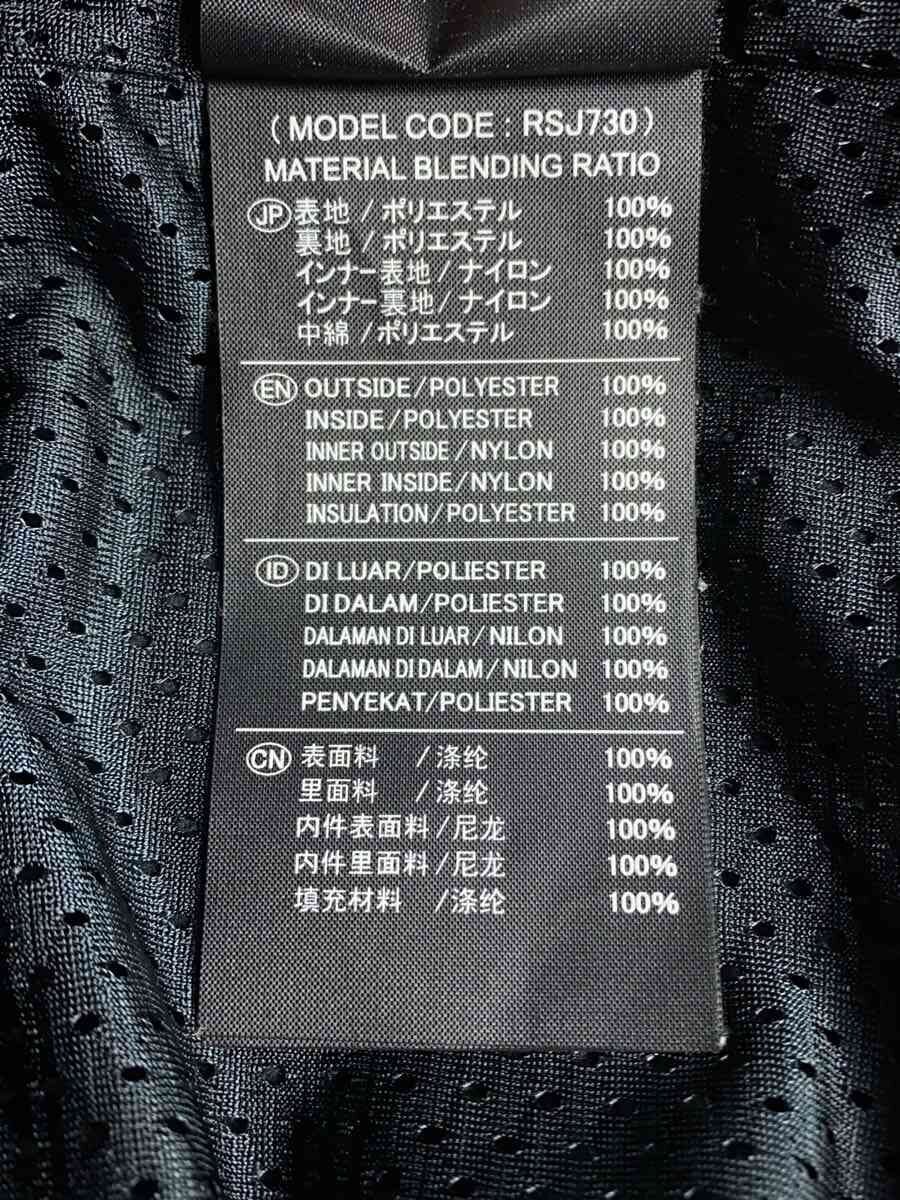 ( MODEL CODE : RSJ730 )
MATERIAL BLENDING RATIO
JP 表地 / ポリエステル 100%
裏地 / ポリエステル 100%
インナー表地 / ナイロン 100%
インナー裏地 / ナイロン 100%
中綿 / ポリエステル 100%
EN OUTSIDE / POLYESTER 100%
INSIDE / POLYESTER 100%
INNER OUTSIDE / NYLON 100%
INNER INSIDE / NYLON 100%
INSULATION / POLYESTER 100%
ID DI LUAR / POLIESTER 100%
DI DALAM / POLIESTER 100%
DALAMAN DI LUAR / NILON 100%
DALAMAN DI DALAM / NILON 100%
PENYEKAT / POLIESTER 100%
CN 表面料 / 涤纶 100%
里面料 / 涤纶 100%
内件表面料 / 尼龙 100%
内件里面料 / 尼龙 100%
填充材料 / 涤纶 100%